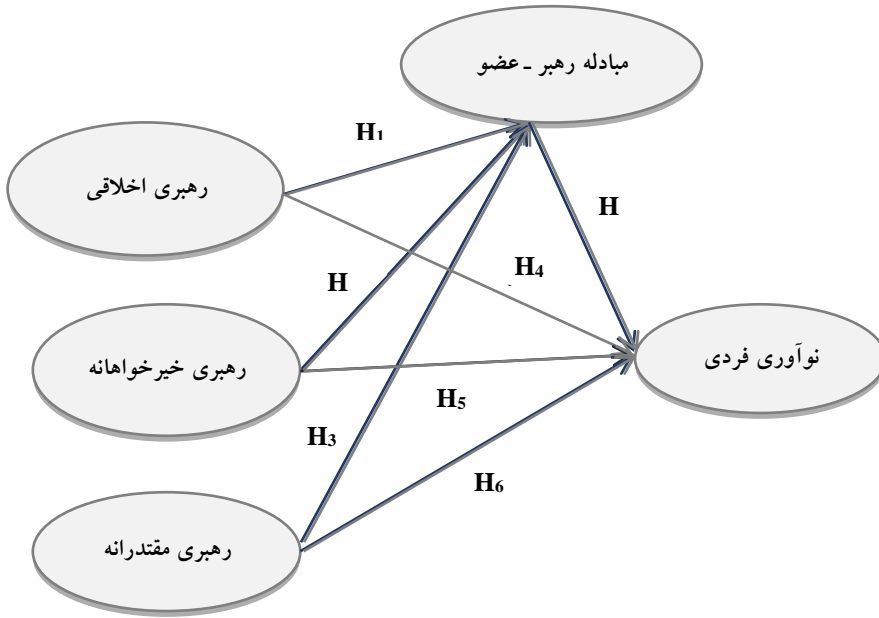 مبادله رهبر ـ عضو
H₁
رهبری اخلاقی
H
H₄
H
رهبری خیرخواهانه
نوآوری فردی
H₅
H₃
H₆
رهبری مقتدرانه